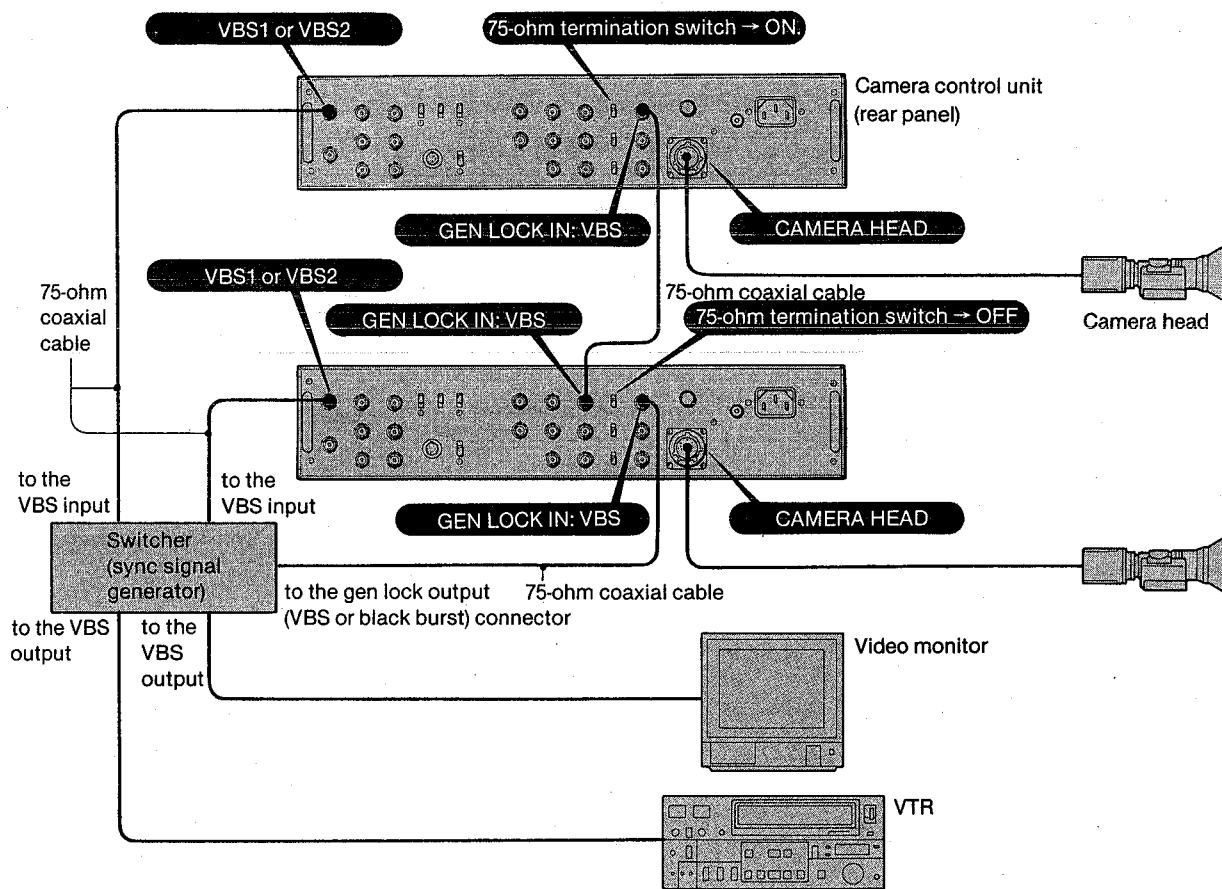 VBS1 or VBS2
75-ohm termination switch → ON.
Camera control unit
(rear panel)
GEN LOCK IN: VBS
CAMERA HEAD
VBS1 or VBS2
75-ohm
coaxial
cable
GEN LOCK IN: VBS
75-ohm coaxial cable
75-ohm termination switch → OFF
Camera head
to the
VBS input
to the
VBS input
GEN LOCK IN: VBS
CAMERA HEAD
Switcher
(sync signal
generator)
to the gen lock output
(VBS or black burst) connector
75-ohm coaxial cable
to the VBS
output
to the
VBS
output
Video monitor
VTR